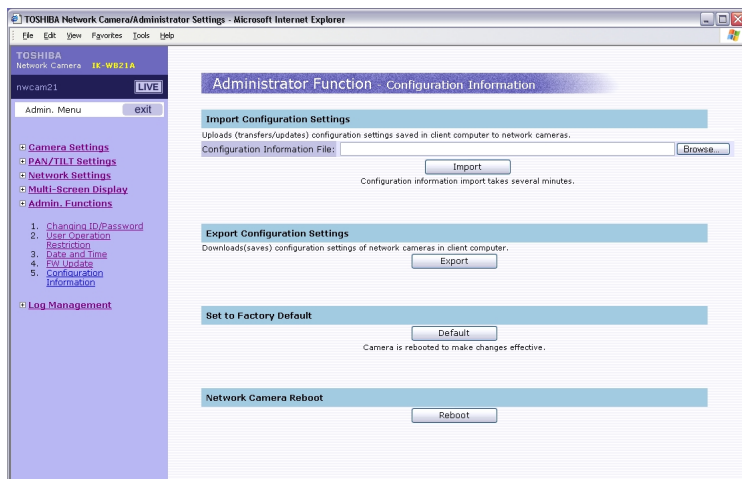 TOSHIBA Network Camera/Administrator Settings - Microsoft Internet Explorer
File Edit View Favorites Tools Help
TOSHIBA
Network Camera IK-WB21A
nwcam21 LIVE
Admin. Menu exit
Camera Settings
PAN/TILT Settings
Network Settings
Multi-Screen Display
Admin. Functions
1. Changing ID/Password
2. User Operation
Restriction
3. Date and Time
4. FW Update
5. Configuration
Information
Log Management
Administrator Function - Configuration Information
Import Configuration Settings
Uploads (transfers/updates) configuration settings saved in client computer to network cameras.
Configuration Information File: Browse...
Import
Configuration information import takes several minutes.
Export Configuration Settings
Downloads(saves) configuration settings of network cameras in client computer.
Export
Set to Factory Default
Default
Camera is rebooted to make changes effective.
Network Camera Reboot
Reboot